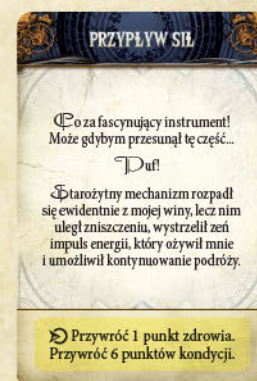 PRZYPŁYW SIŁ
Co za fascynujący instrument!
Może gdybym przesunął tę część...
Puf!
Starożytny mechanizm rozpadł
się ewidentnie z mojej winy, lecz nim
uległ zniszczeniu, wystrzelił zeń
impuls energii, który ożywił mnie
i umożliwił kontynuowanie podróży.
Przywróć 1 punkt zdrowia.
Przywróć 6 punktów kondycji.